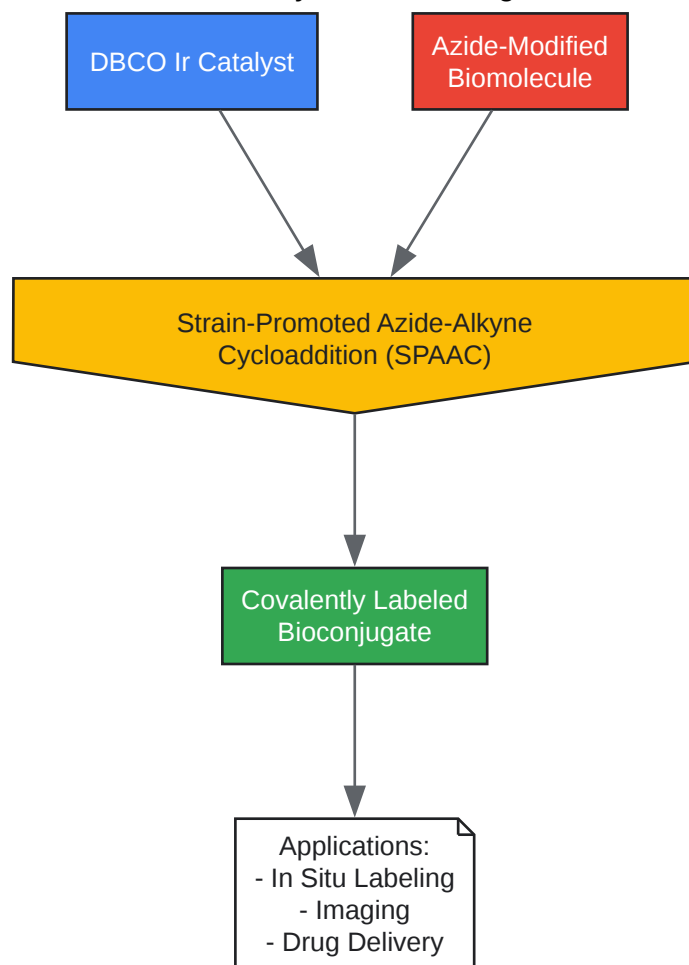 DBCO Ir Catalyst
Azide-Modified
Biomolecule
Strain-Promoted Azide-Alkyne
Cycloaddition (SPAAC)
Covalently Labeled
Bioconjugate
Applications:
- In Situ Labeling
- Imaging
- Drug Delivery